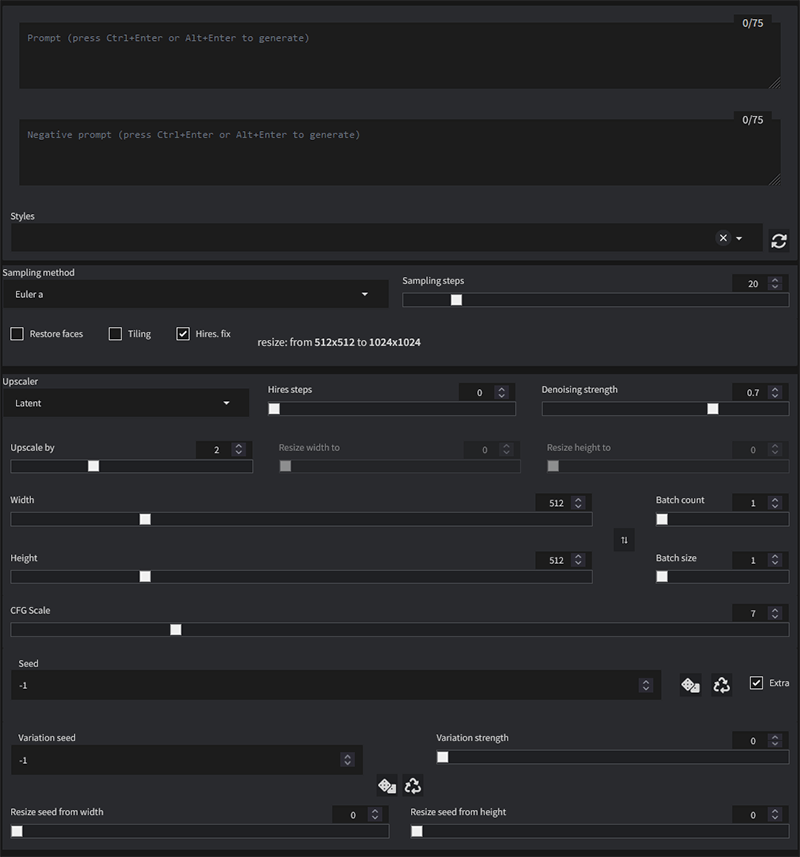 0/75
Prompt (press Ctrl+Enter or Alt+Enter to generate)
0/75
Negative prompt (press Ctrl+Enter or Alt+Enter to generate)
Styles
Sampling method
Sampling steps 20
Euler a
Restore faces Tiling Hires. fix resize: from 512x512 to 1024x1024
Upscaler
Hires steps 0 Denoising strength 0.7
Latent
Upscale by 2 Resize width to 0 Resize height to 0
Width 512 Batch count 1
Height 512 Batch size 1
CFG Scale 7
Seed
-1 Extra
Variation seed Variation strength 0
-1
Resize seed from width 0 Resize seed from height 0